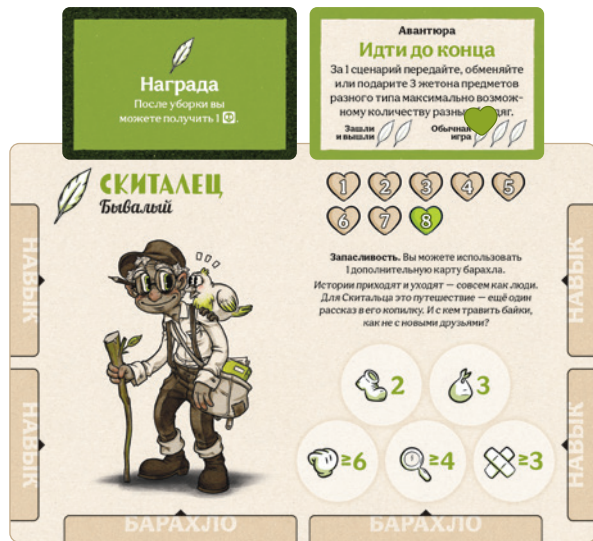 Награда
После уборки вы
можете получить 1
Авантюра
Идти до конца
За 1 сценарий передайте, обменяйте
или подарите 3 жетона предметов
разного типа максимально возмож-
ному количеству
Зашли
и вышли
Обычная
игра
СКИТАЛЕЦ
Бывалый
1 2 3 4 5
6 7 8
Запасливость. Вы можете использовать
1 дополнительную карту барахла.
Истории приходят и уходят — совсем как люди.
Для Скитальца это путешествие — ещё один
рассказ в его копилку. И с кем травить байки,
как не с новыми друзьями?
2
3
≥6
≥4
≥3
НАВЫК
НАВЫК
НАВЫК
НАВЫК
БАРАХЛО
БАРАХЛО